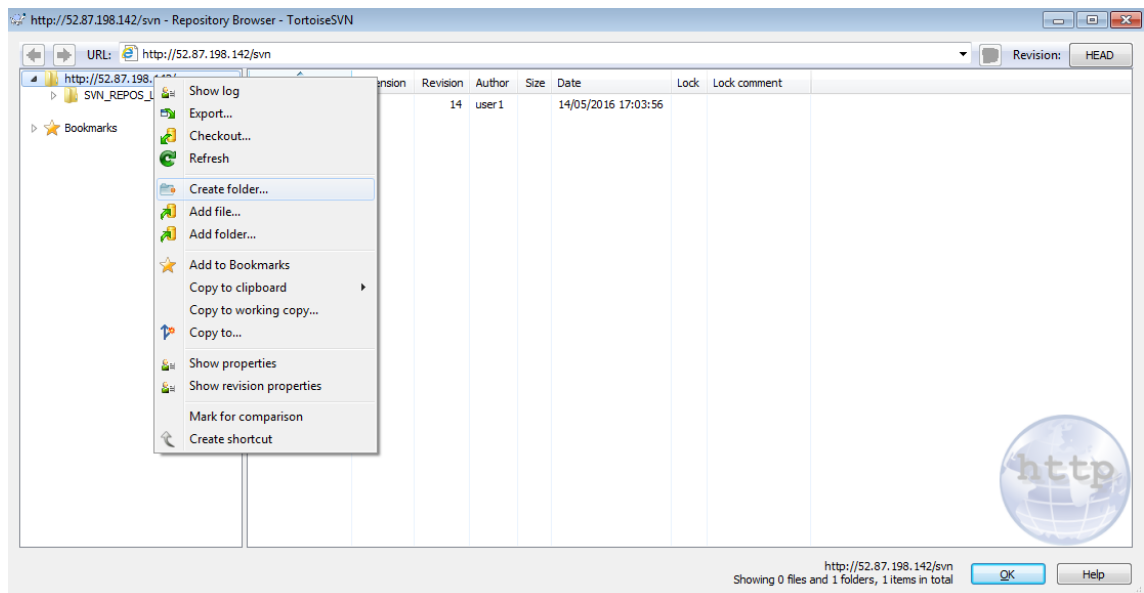 http://52.87.198.142/svn - Repository Browser - TortoiseSVN
URL: http://52.87.198.142/svn Revision: HEAD
http://52.87.198.
Revision Author Size Date Lock Lock comment
SVN_REPOS_L
14 user1 14/05/2016 17:03:56
Bookmarks
Show log
Export...
Checkout...
Refresh
Create folder...
Add file...
Add folder...
Add to Bookmarks
Copy to clipboard
Copy to working copy...
Copy to...
Show properties
Show revision properties
Mark for comparison
Create shortcut
http
http://52.87.198.142/svn
Showing 0 files and 1 folders, 1 items in total
OK Help